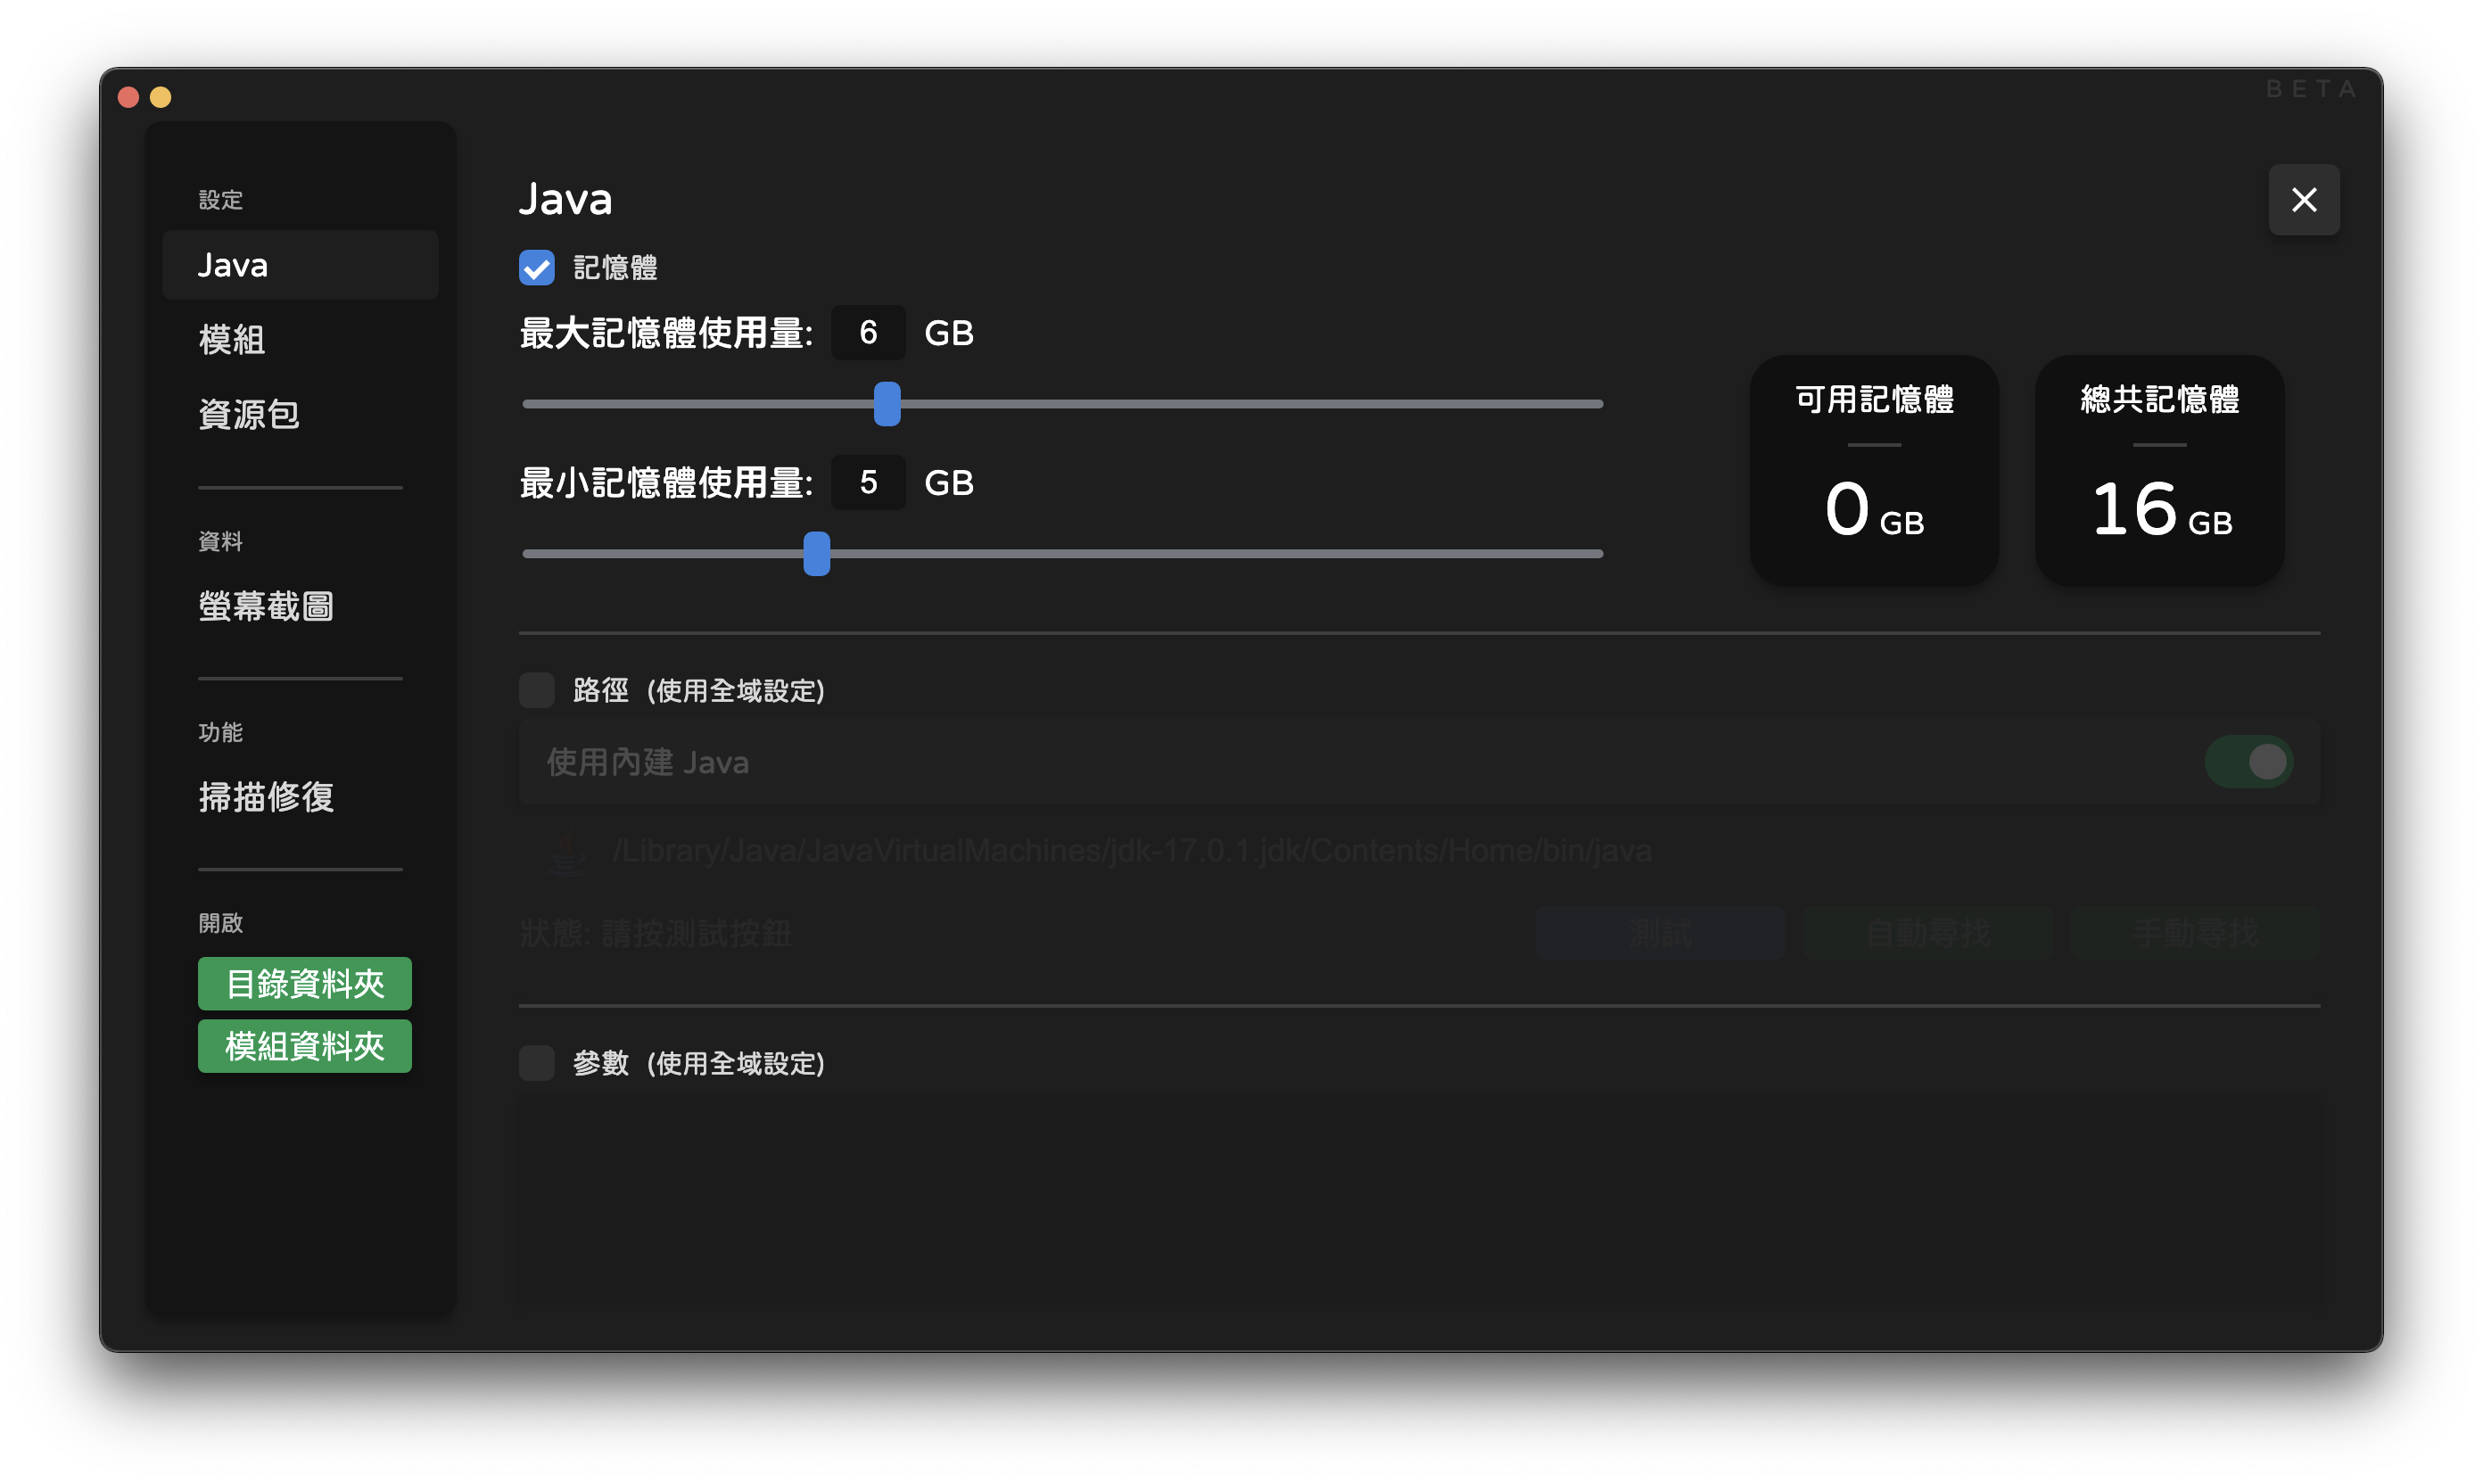 BETA
設定
Java
模組
資源包
資料
螢幕截圖
功能
掃描修復
開啟
目錄資料夾
模組資料夾
Java
記憶體
最大記憶體使用量: 6 GB
最小記憶體使用量: 5 GB
可用記憶體
0 GB
總共記憶體
16 GB
路徑 (使用全域設定)
使用內建 Java
/Library/Java/JavaVirtualMachines/jdk-17.0.1.jdk/Contents/Home/bin/java
狀態: 請按測試按鈕
測試
自動尋找
手動尋找
參數 (使用全域設定)